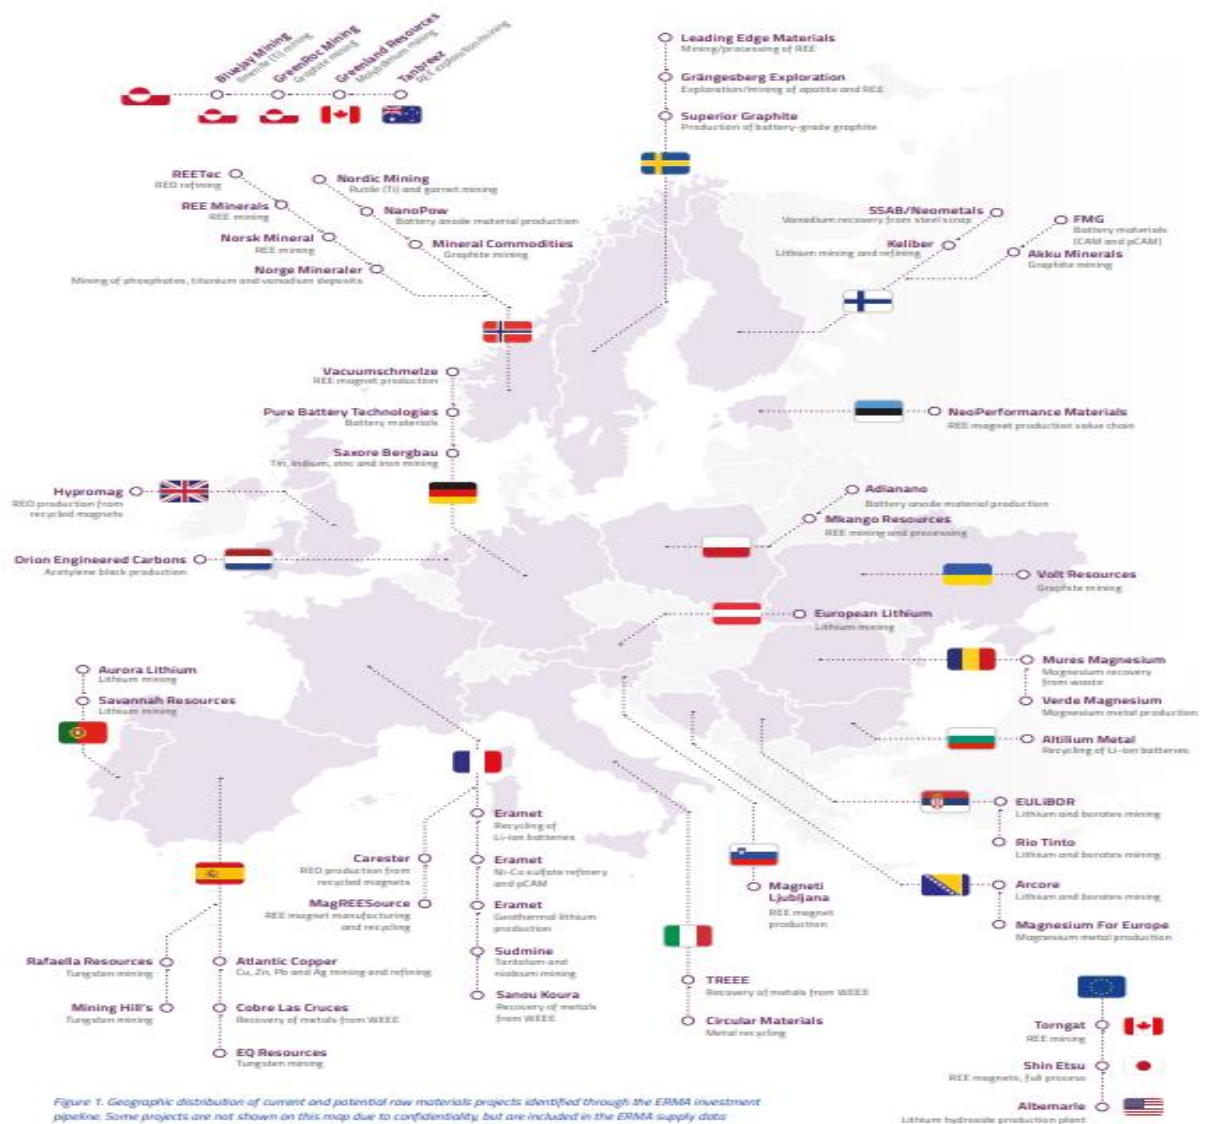 Bluejay Mining
Ilmenite (Ti) mining
GreenRoc Mining
Graphite mining
Greenland Resources
Molybdenum mining
Tanbreez
REE exploration/mining
Leading Edge Materials
Mining/processing of REE
Grängesberg Exploration
Exploration/mining of apatite and REE
Superior Graphite
Production of battery-grade graphite
REETec
REO refining
REE Minerals
REE mining
Norsk Mineral
REE mining
Norge Mineraler
Mining of phosphates, titanium and vanadium deposits
Nordic Mining
Rutile (Ti) and garnet mining
NanoPow
Battery anode material production
Mineral Commodities
Graphite mining
SSAB/Neometals
Vanadium recovery from steel scrap
Keliber
Lithium mining and refining
FMG
Battery materials
(CAM and pCAM)
Akku Minerals
Graphite mining
Vacuumschmelze
REE magnet production
Pure Battery Technologies
Battery materials
Saxore Bergbau
Tin, indium, zinc and iron mining
NeoPerformance Materials
REE magnet production value chain
Hypromag
REO production from
recycled magnets
Orion Engineered Carbons
Acetylene black production
Adianano
Battery anode material production
Mkango Resources
REE mining and processing
Volt Resources
Graphite mining
European Lithium
Lithium mining
Mures Magnesium
Magnesium recovery
from waste
Verde Magnesium
Magnesium metal production
Altilium Metal
Recycling of Li-ion batteries
Aurora Lithium
Lithium mining
Savannah Resources
Lithium mining
EULiBOR
Lithium and borates mining
Rio Tinto
Lithium and borates mining
Arcore
Lithium and borates mining
Magnesium For Europe
Magnesium metal production
Magneti
Ljubljana
REE magnet
production
Eramet
Recycling of
Li-ion batteries
Eramet
Ni-Co sulfate refinery
and pCAM
Eramet
Geothermal lithium
production
Sudmine
Tantalum and
niobium mining
Sanou Koura
Recovery of metals
from WEEE
Carester
REO production from
recycled magnets
MagREESource
REE magnet manufacturing
and recycling
Rafaella Resources
Tungsten mining
Mining Hill's
Tungsten mining
Atlantic Copper
Cu, Zn, Pb and Ag mining and refining
Cobre Las Cruces
Recovery of metals from WEEE
EQ Resources
Tungsten mining
TREEE
Recovery of metals from WEEE
Circular Materials
Metal recycling
Torngat
REE mining
Shin Etsu
REE magnets, full process
Albemarle
Lithium hydroxide production plant
Figure 1. Geographic distribution of current and potential raw materials projects identified through the ERMA investment
pipeline. Some projects are not shown on this map due to confidentiality, but are included in the ERMA supply data